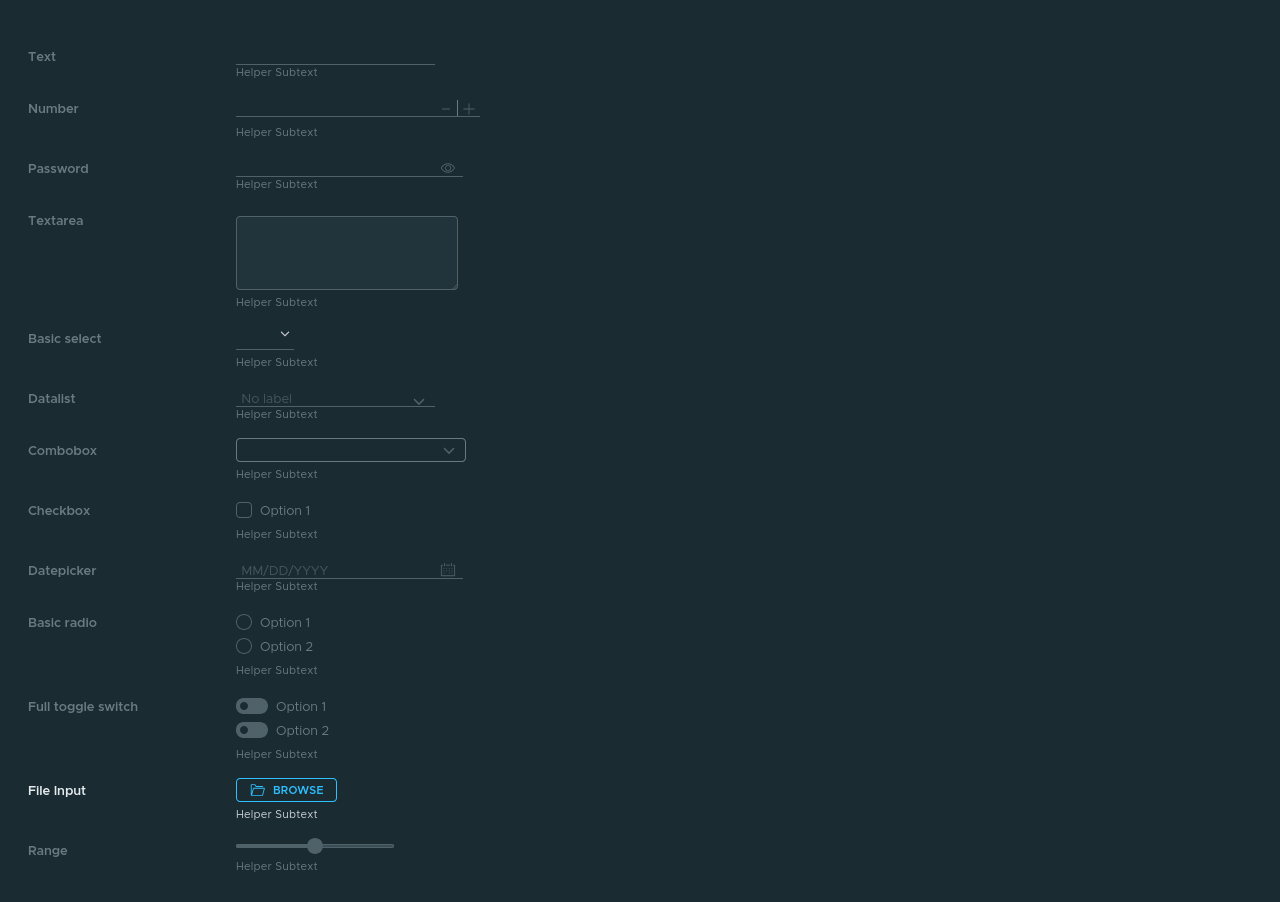 Text
Helper Subtext
Number
Helper Subtext
Password
Helper Subtext
Textarea
Helper Subtext
Basic select
Helper Subtext
Datalist
No label
Helper Subtext
Combobox
Helper Subtext
Checkbox
Option 1
Helper Subtext
Datepicker
MM/DD/YYYY
Helper Subtext
Basic radio
Option 1
Option 2
Helper Subtext
Full toggle switch
Option 1
Option 2
Helper Subtext
File Input
BROWSE
Helper Subtext
Range
Helper Subtext